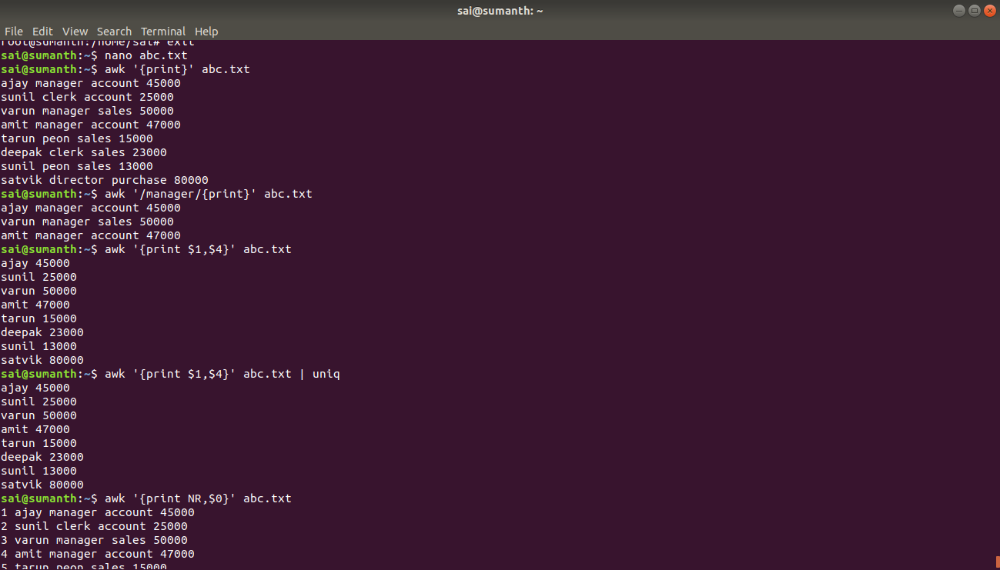 sai@sumanth: ~
File Edit View Search Terminal Help
root@sumanth:/home/sai# exit
sai@sumanth:~$ nano abc.txt
sai@sumanth:~$ awk '{print}' abc.txt
ajay manager account 45000
sunil clerk account 25000
varun manager sales 50000
amit manager account 47000
tarun peon sales 15000
deepak clerk sales 23000
sunil peon sales 13000
satvik director purchase 80000
sai@sumanth:~$ awk '/manager/{print}' abc.txt
ajay manager account 45000
varun manager sales 50000
amit manager account 47000
sai@sumanth:~$ awk '{print $1,$4}' abc.txt
ajay 45000
sunil 25000
varun 50000
amit 47000
tarun 15000
deepak 23000
sunil 13000
satvik 80000
sai@sumanth:~$ awk '{print $1,$4}' abc.txt | uniq
ajay 45000
sunil 25000
varun 50000
amit 47000
tarun 15000
deepak 23000
sunil 13000
satvik 80000
sai@sumanth:~$ awk '{print NR,$0}' abc.txt
1 ajay manager account 45000
2 sunil clerk account 25000
3 varun manager sales 50000
4 amit manager account 47000
5 tarun peon sales 15000